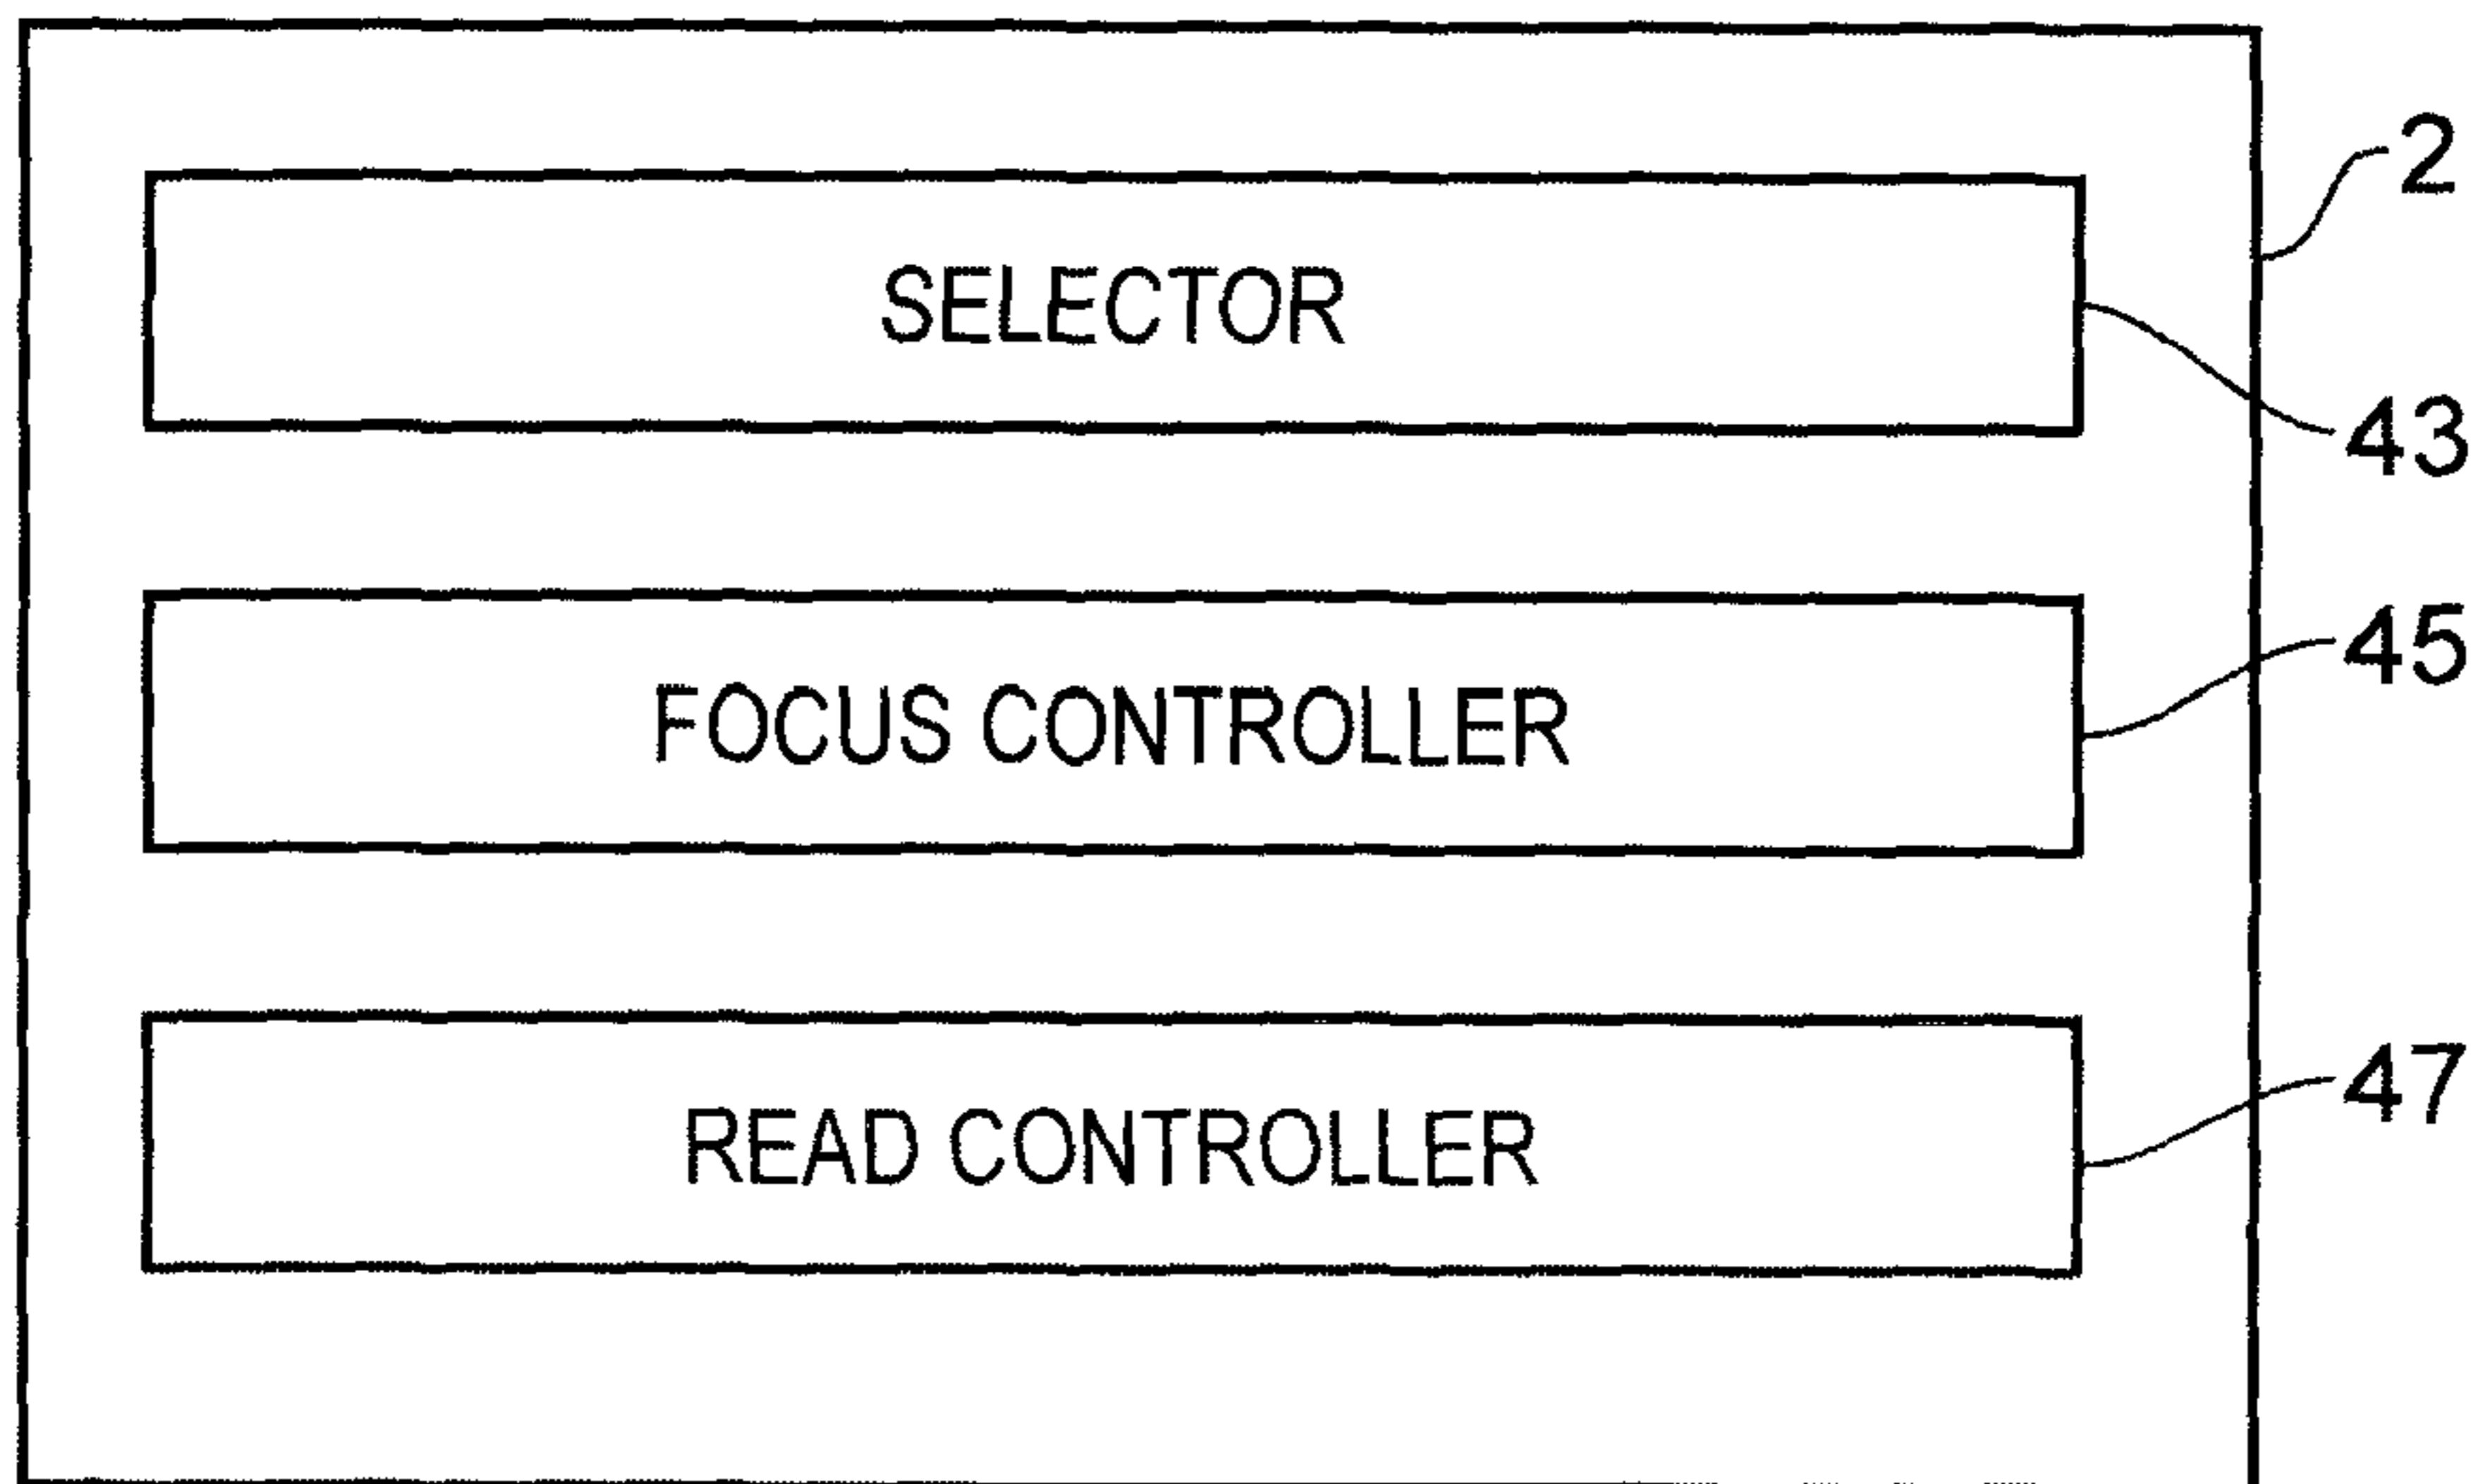 2
SELECTOR
43
FOCUS CONTROLLER
45
READ CONTROLLER
47